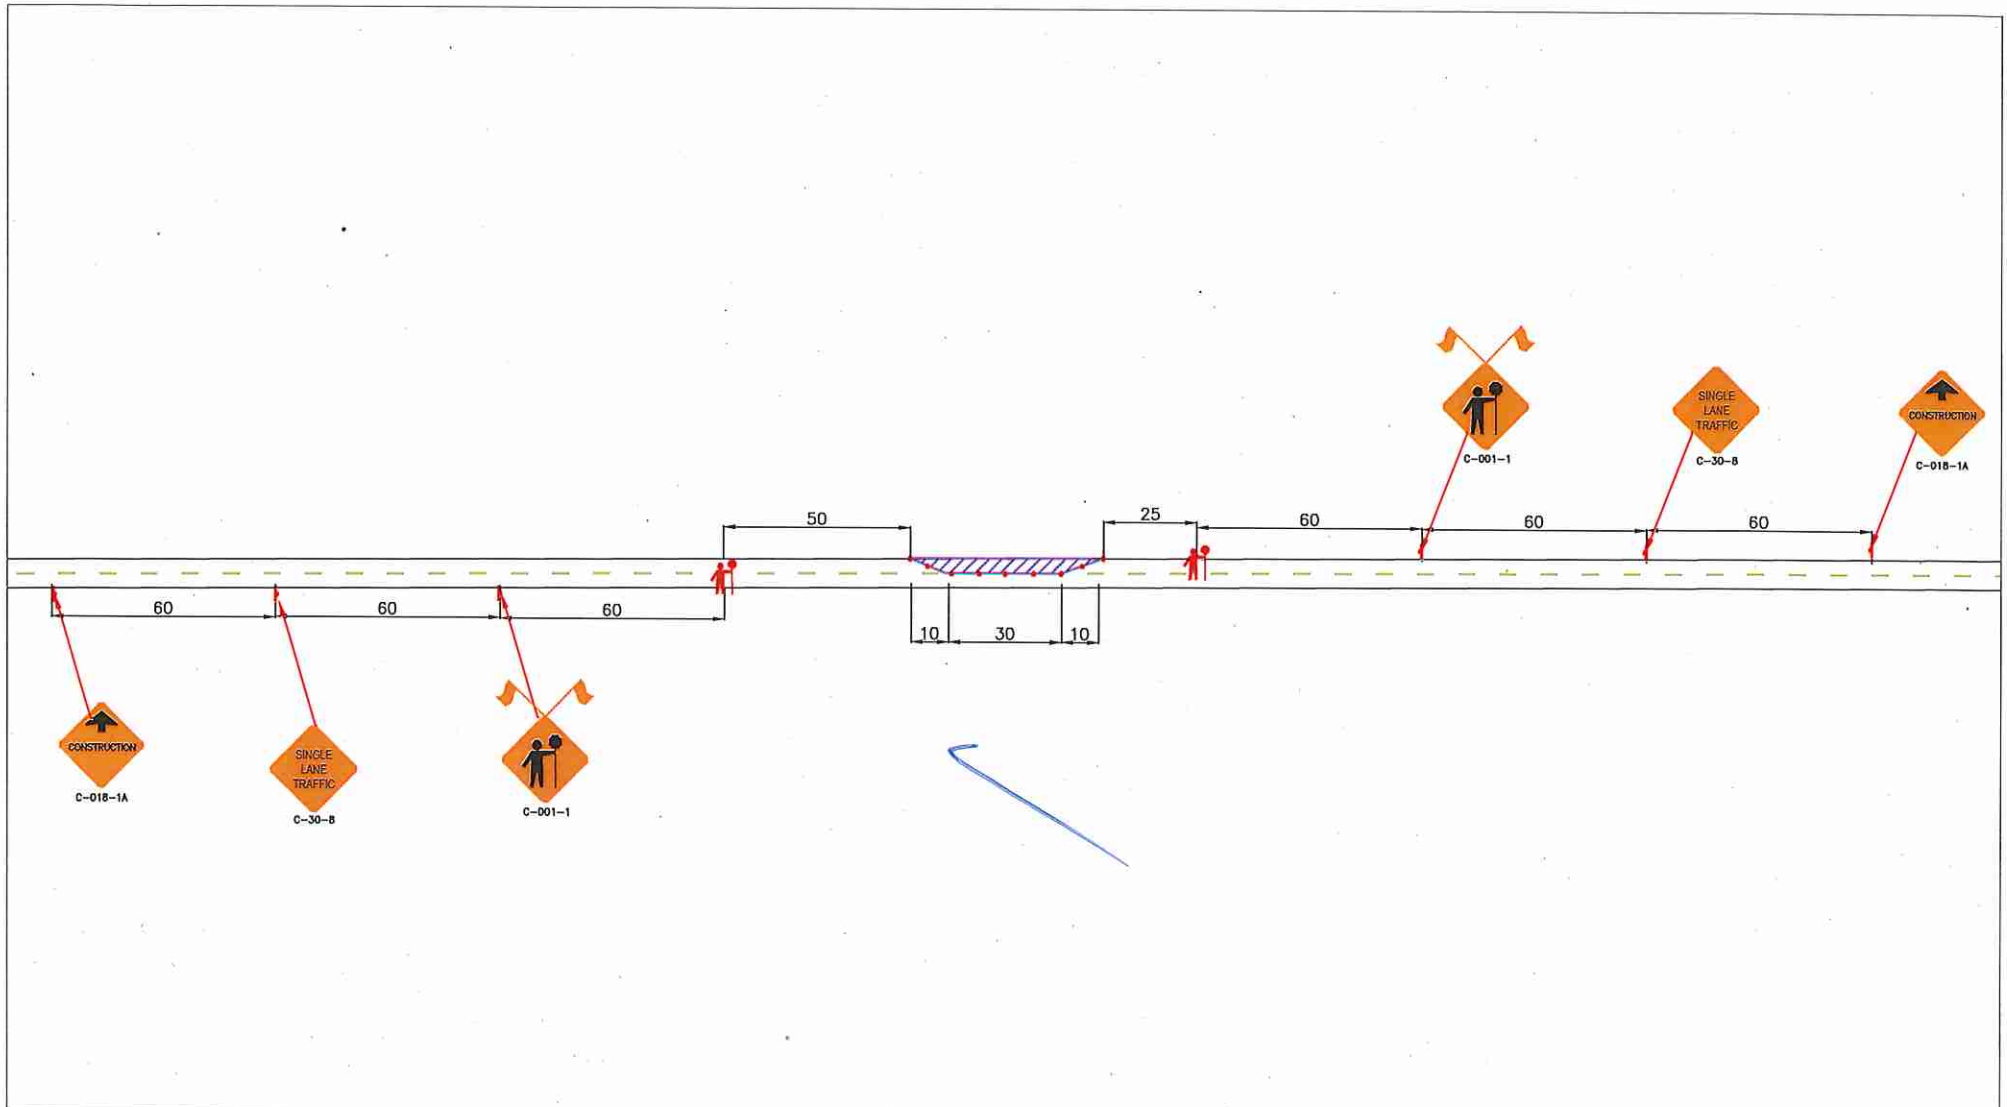 SINGLE
LANE
TRAFFIC
CONSTRUCTION
C-001-1
C-30-8
C-018-1A
50
25
60
60
60
60
60
60
10
30
10
CONSTRUCTION
SINGLE
LANE
TRAFFIC
C-018-1A
C-30-8
C-001-1